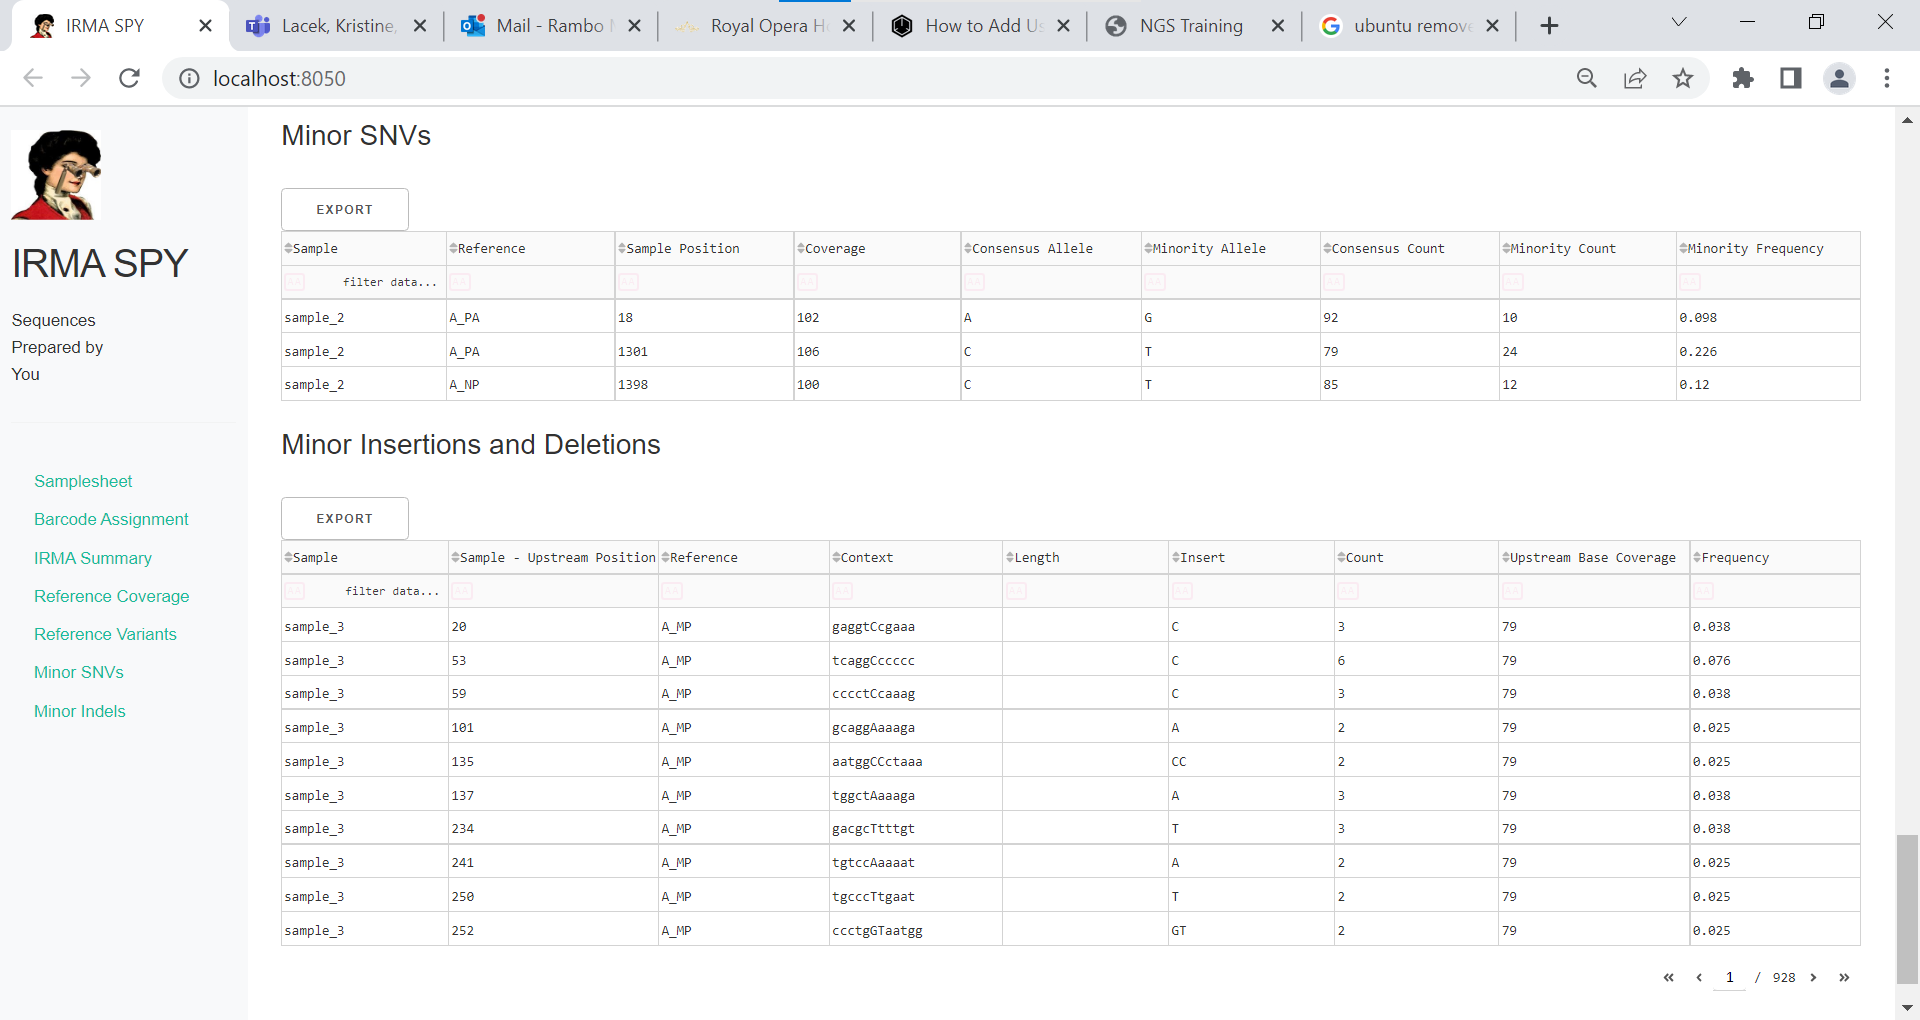 IRMA SPY
Lacek, Kristine,
Mail - Rambo
Royal Opera H
How to Add Us
NGS Training
ubuntu remove
localhost:8050
IRMA SPY
Sequences
Prepared by
You
Samplesheet
Barcode Assignment
IRMA Summary
Reference Coverage
Reference Variants
Minor SNVs
Minor Indels
Minor SNVs
EXPORT
Sample Reference Sample Position Coverage Consensus Allele Minority Allele Consensus Count Minority Count Minority Frequency
filter data...
sample_2 A_PA 18 102 A G 92 10 0.098
sample_2 A_PA 1301 106 C T 79 24 0.226
sample_2 A_NP 1398 100 C T 85 12 0.12
Minor Insertions and Deletions
EXPORT
Sample Sample - Upstream Position Reference Context Length Insert Count Upstream Base Coverage Frequency
filter data...
sample_3 20 A_MP gaggtCcgaaa C 3 79 0.038
sample_3 53 A_MP tcaggCccccc C 6 79 0.076
sample_3 59 A_MP cccctCcaaag C 3 79 0.038
sample_3 101 A_MP gcaggAaaaga A 2 79 0.025
sample_3 135 A_MP aatggCCctaaa CC 2 79 0.025
sample_3 137 A_MP tggctAaaaga A 3 79 0.038
sample_3 234 A_MP gacgcTtttgt T 3 79 0.038
sample_3 241 A_MP tgtccAaaaat A 2 79 0.025
sample_3 250 A_MP tgcccTtgaat T 2 79 0.025
sample_3 252 A_MP ccctgGTaatgg GT 2 79 0.025
« ‹ 1 / 928 › »